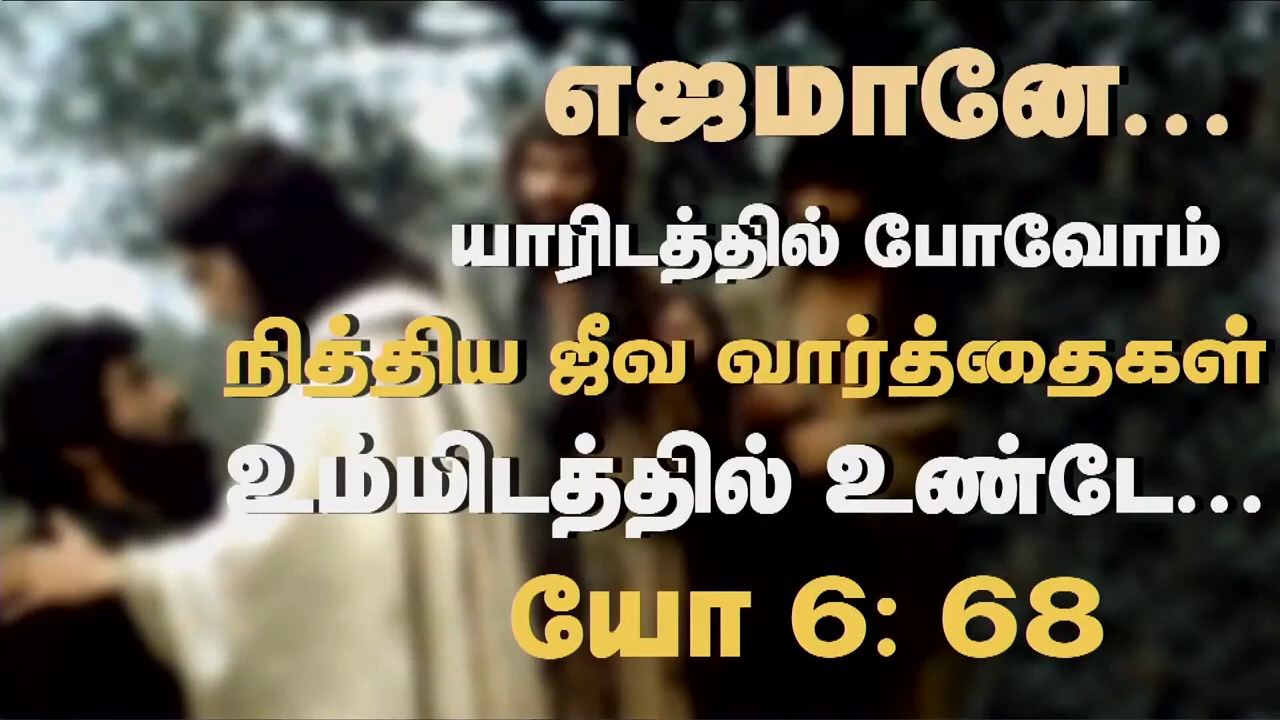 எஜமானே...
யாரிடத்தில் போவோம்
நித்திய ஜீவ வார்த்தைகள்
உம்மிடத்தில் உண்டே...
யோ 6: 68